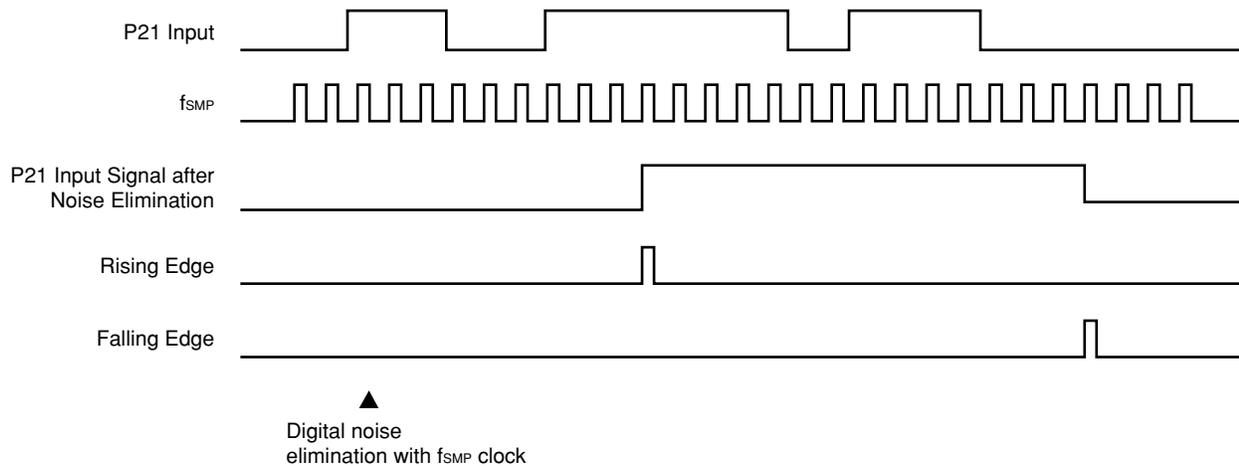 P21 Input
fSMP
P21 Input Signal after
Noise Elimination
Rising Edge
Falling Edge
▲
Digital noise
elimination with fSMP clock